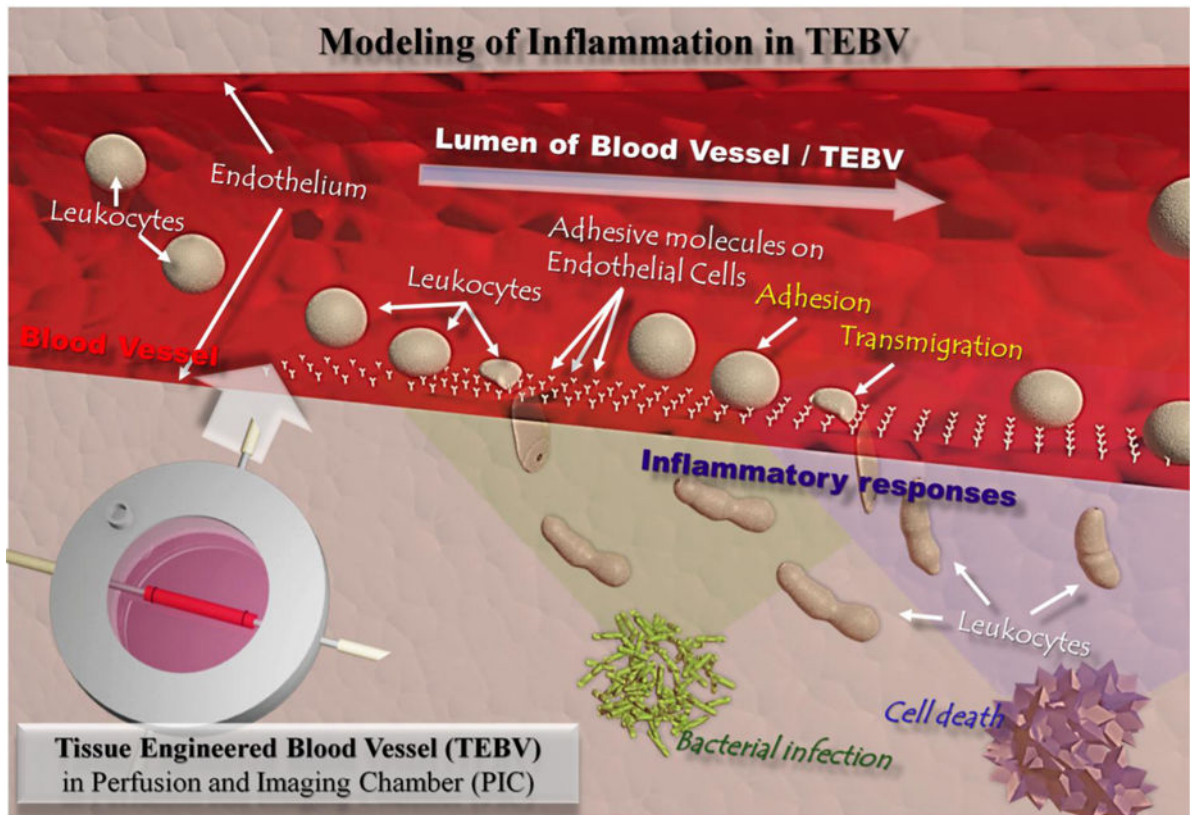 Modeling of Inflammation in TEBV
Lumen of Blood Vessel / TEBV
Endothelium
Leukocytes
Adhesive molecules on
Endothelial Cells
Leukocytes
Adhesion
Transmigration
Blood Vessel
Inflammatory responses
Leukocytes
Cell death
Bacterial infection
Tissue Engineered Blood Vessel (TEBV)
in Perfusion and Imaging Chamber (PIC)